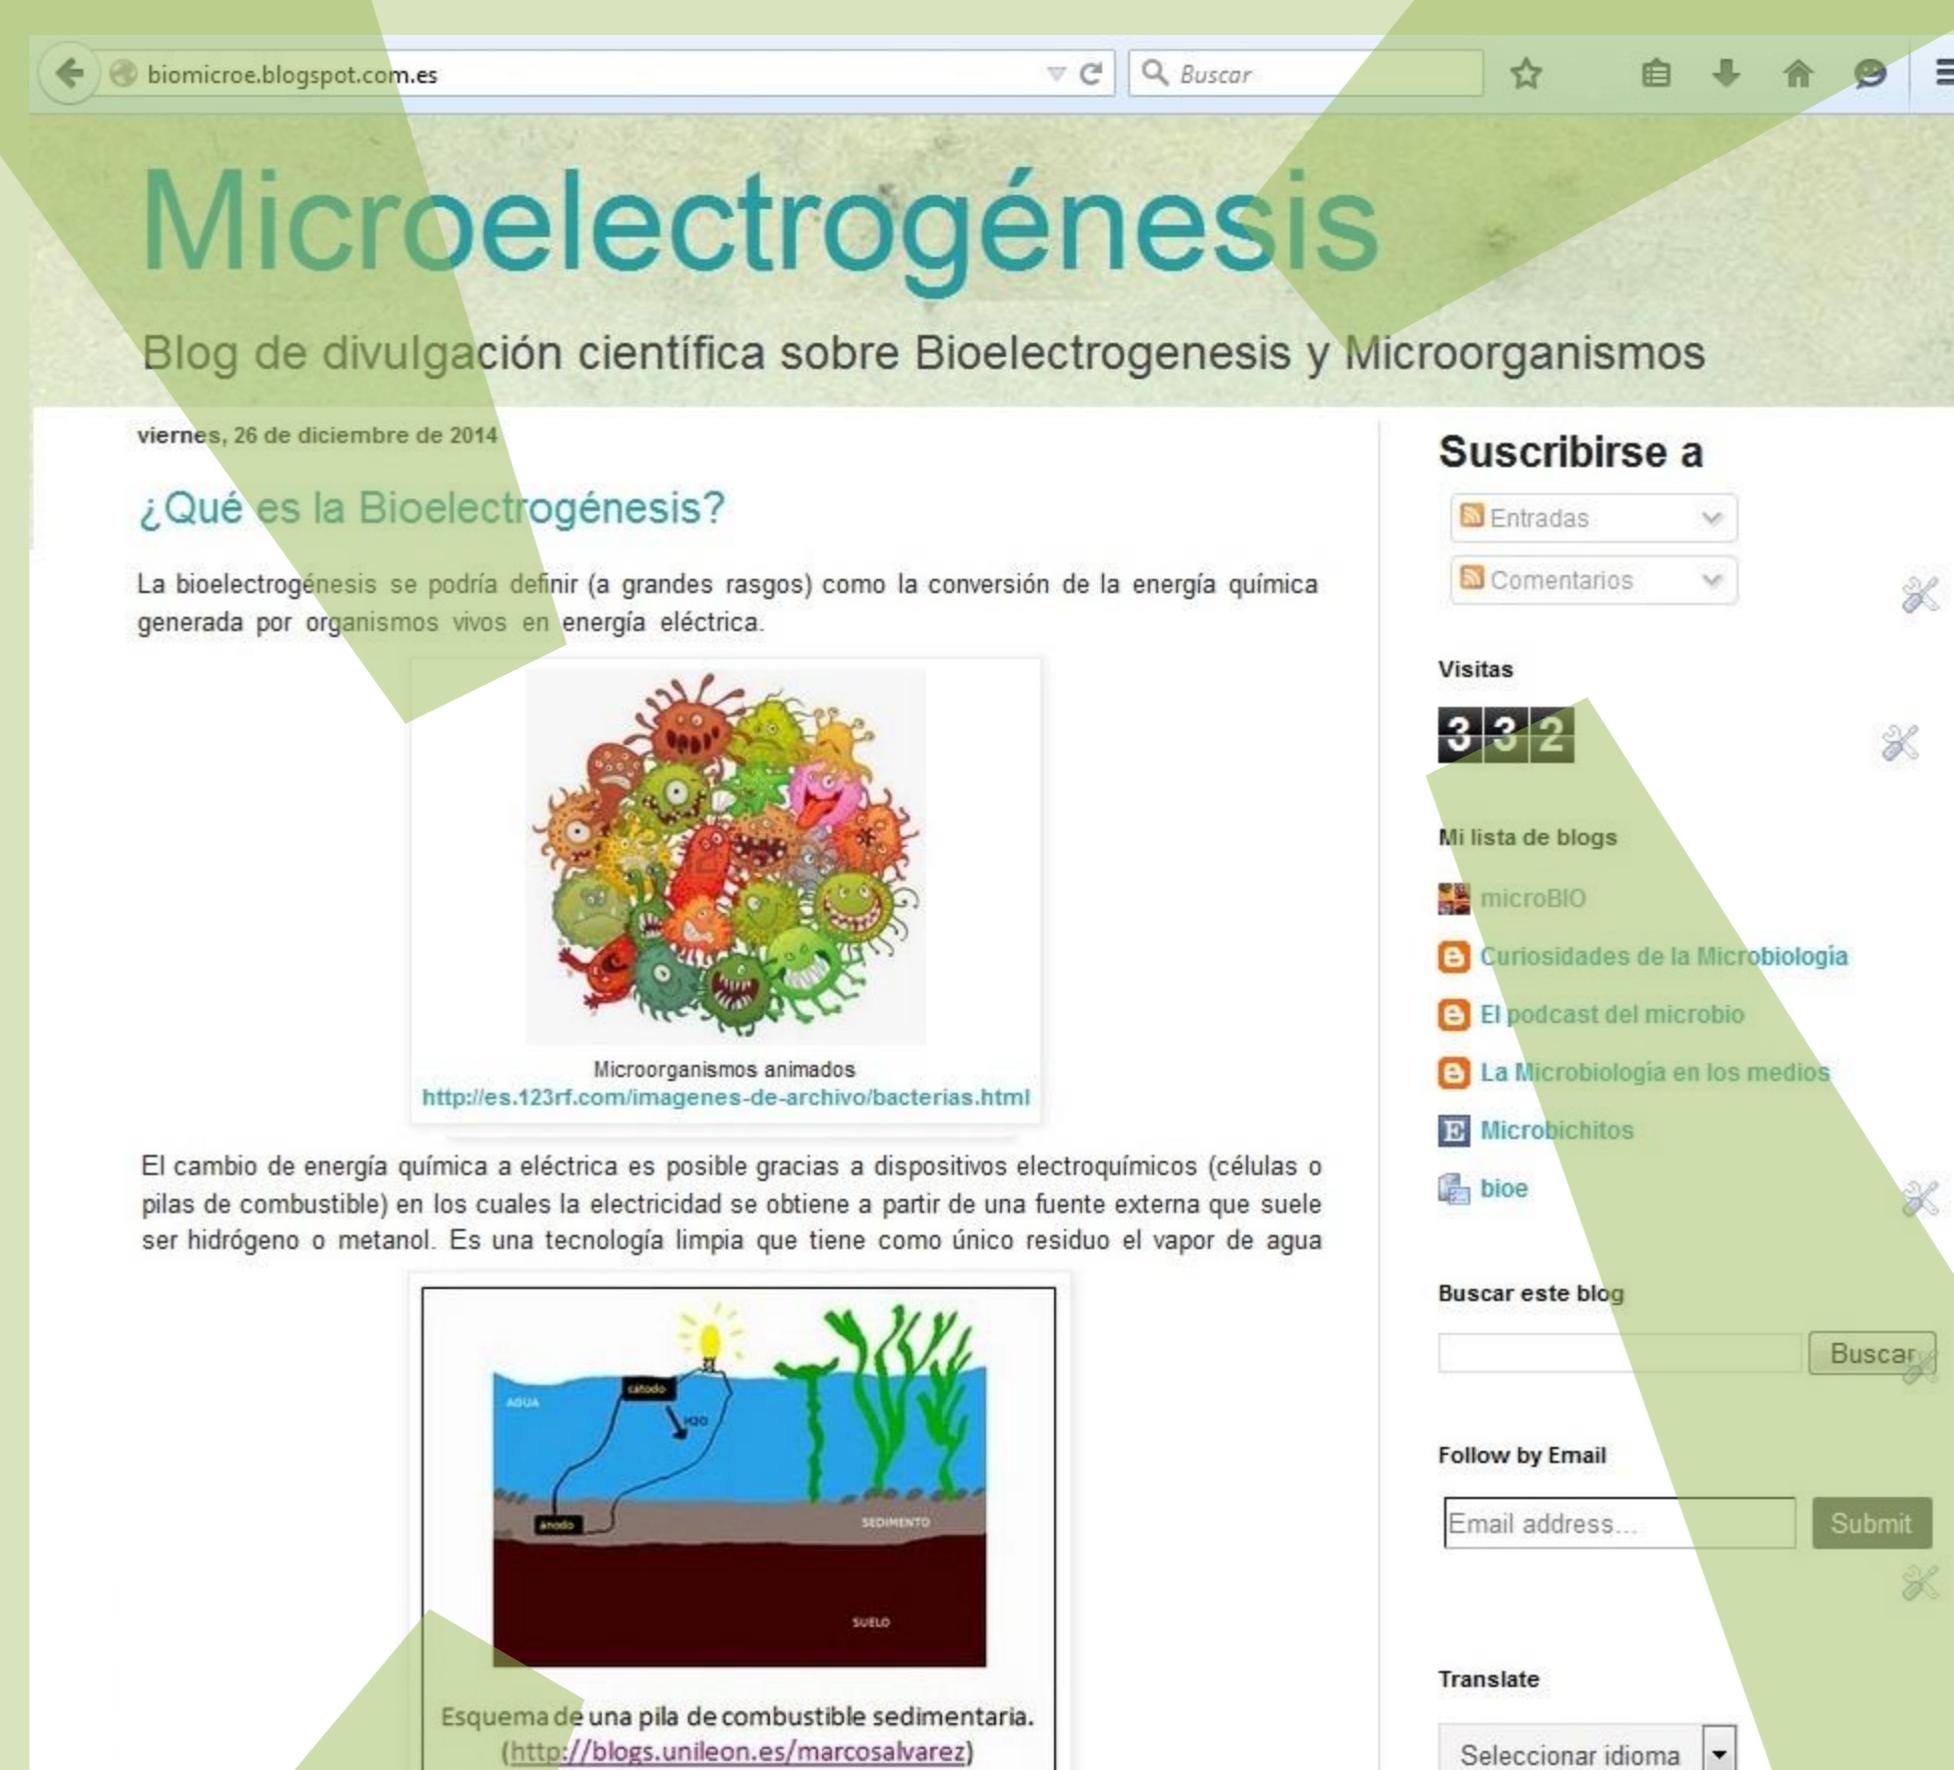 biomicroe.blogspot.com.es
Buscar
Microelectrogénesis
Blog de divulgación científica sobre Bioelectrogenesis y Microorganismos
viernes, 26 de diciembre de 2014
¿Qué es la Bioelectrogénesis?
La bioelectrogénesis se podría definir (a grandes rasgos) como la conversión de la energía química
generada por organismos vivos en energía eléctrica.
Microorganismos animados
http://es.123rf.com/imagenes-de-archivo/bacterias.html
El cambio de energía química a eléctrica es posible gracias a dispositivos electroquímicos (células o
pilas de combustible) en los cuales la electricidad se obtiene a partir de una fuente externa que suele
ser hidrógeno o metanol. Es una tecnología limpia que tiene como único residuo el vapor de agua
AGUA
cátodo
H2O
ánodo
SEDIMENTO
SUELO
Esquema de una pila de combustible sedimentaria.
(http://blogs.unileon.es/marcosalvarez)
Suscribirse a
Entradas
Comentarios
Visitas
332
Mi lista de blogs
microBIO
Curiosidades de la Microbiología
El podcast del microbio
La Microbiología en los medios
Microbichitos
bioe
Buscar este blog
Buscar
Follow by Email
Email address...
Submit
Translate
Seleccionar idioma